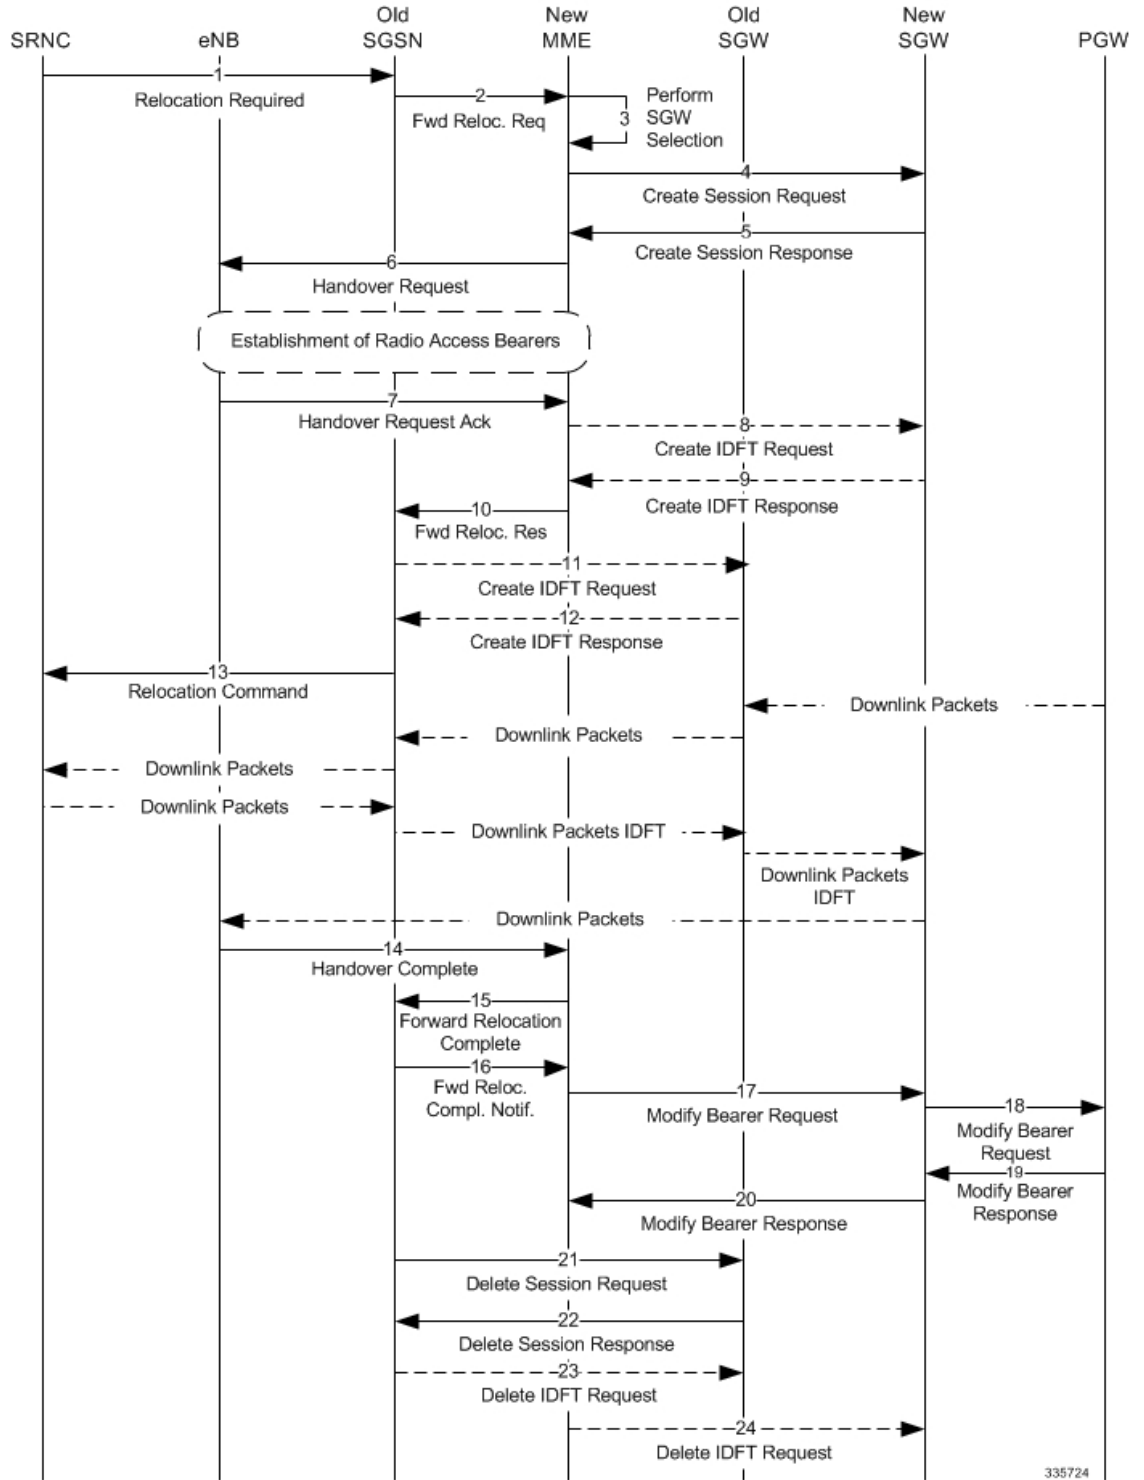 Old New Old New
SRNC eNB SGSN MME SGW SGW PGW
1
Relocation Required
2
Fwd Reloc. Req
Perform
3 SGW
Selection
4
Create Session Request
5
Create Session Response
6
Handover Request
Establishment of Radio Access Bearers
7
Handover Request Ack
8
Create IDFT Request
9
Create IDFT Response
10
Fwd Reloc. Res
11
Create IDFT Request
12
Create IDFT Response
13
Relocation Command
Downlink Packets
Downlink Packets
Downlink Packets
Downlink Packets
Downlink Packets IDFT
Downlink Packets
IDFT
Downlink Packets
14
Handover Complete
15
Forward Relocation
Complete
16
Fwd Reloc.
Compl. Notif.
17
Modify Bearer Request
18
Modify Bearer
Request
19
Modify Bearer
Response
20
Modify Bearer Response
21
Delete Session Request
22
Delete Session Response
23
Delete IDFT Request
24
Delete IDFT Request
335724